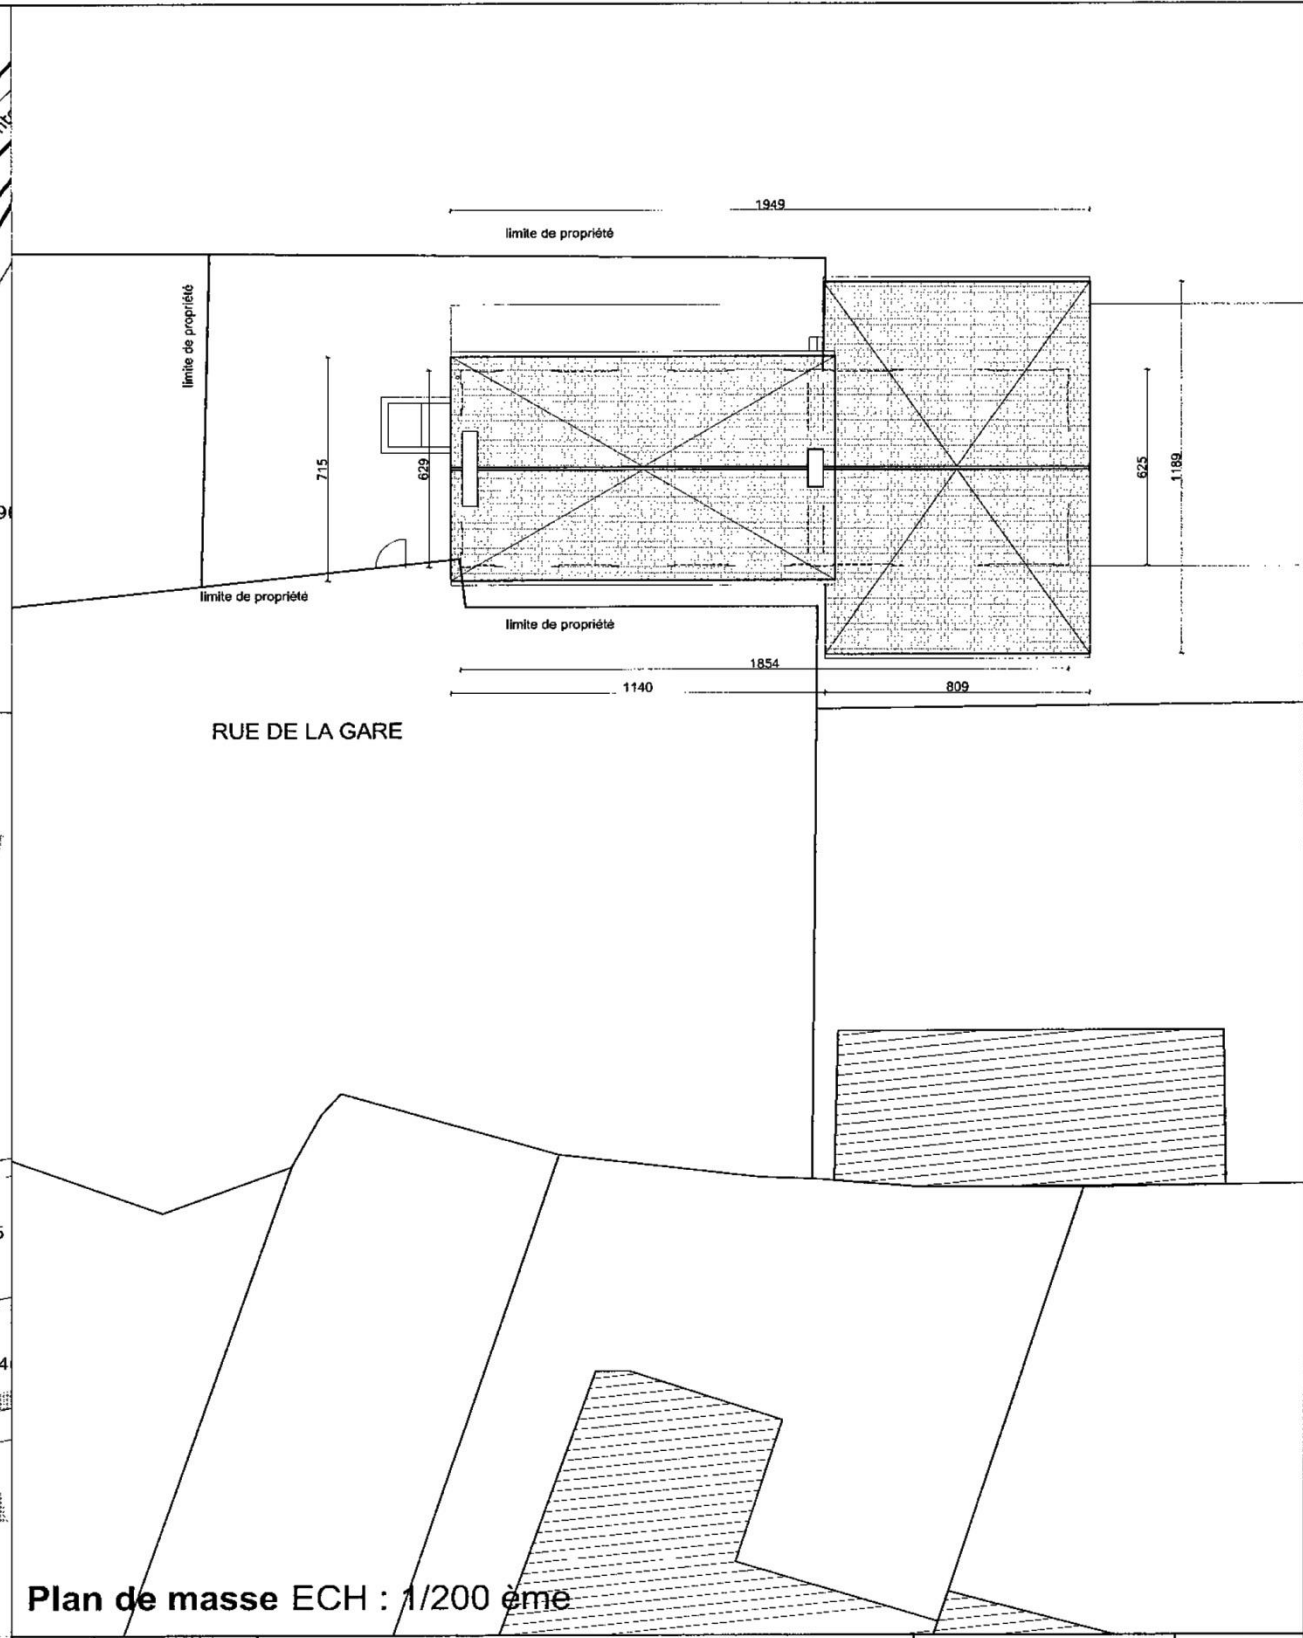 1949
limite de propriété
limite de propriété
715
629
625
1189
limite de propriété
limite de propriété
1854
1140
809
RUE DE LA GARE
Plan de masse ECH : 1/200 ème